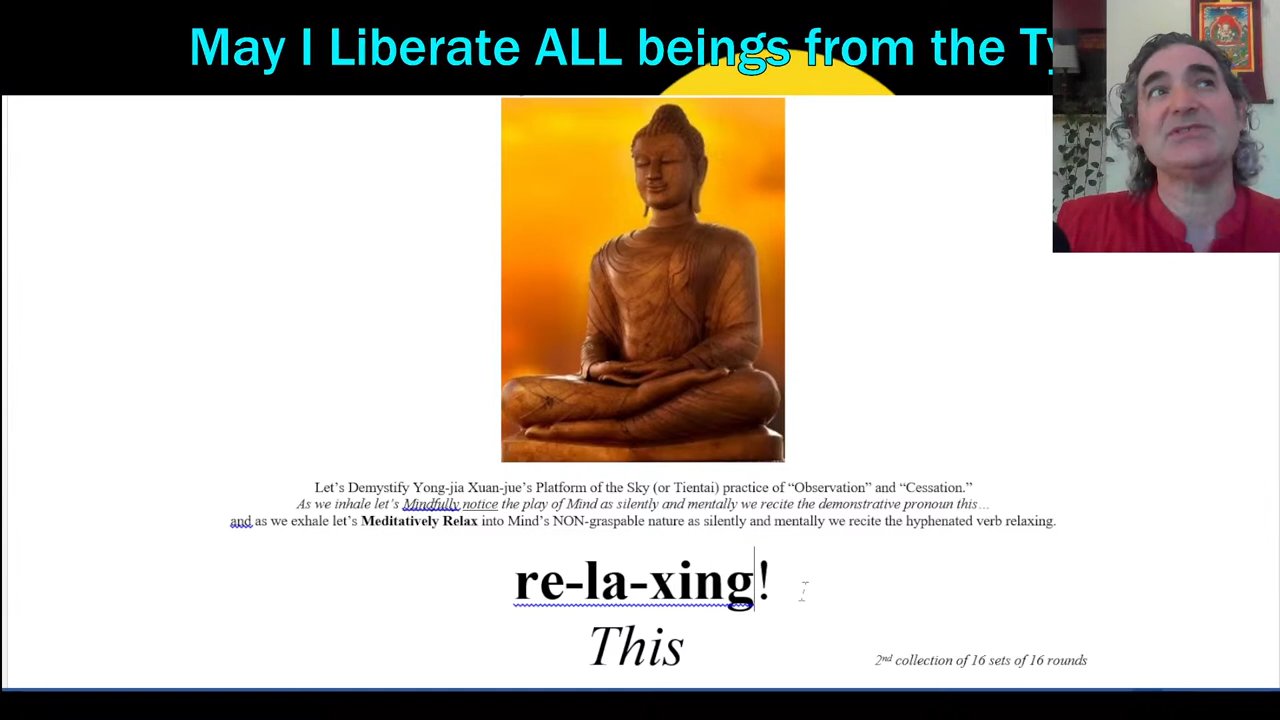 May I Liberate ALL beings from the Ty
Let's Demystify Yong-jia Xuan-jue's Platform of the Sky (or Tientai) practice of “Observation” and “Cessation.”
As we inhale let's Mindfully notice the play of Mind as silently and mentally we recite the demonstrative pronoun this…
and as we exhale let's Meditatively Relax into Mind's NON-graspable nature as silently and mentally we recite the hyphenated verb relaxing.
re-la-xing!
This
2nd collection of 16 sets of 16 rounds